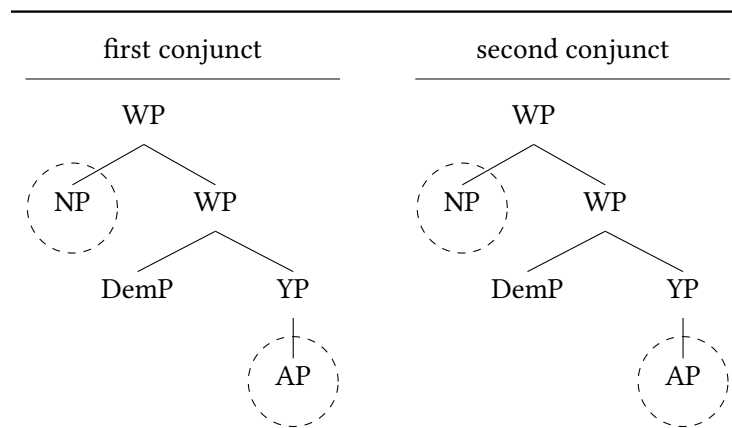 first conjunct second conjunct
WP WP
NP WP NP WP
DemP YP DemP YP
AP AP